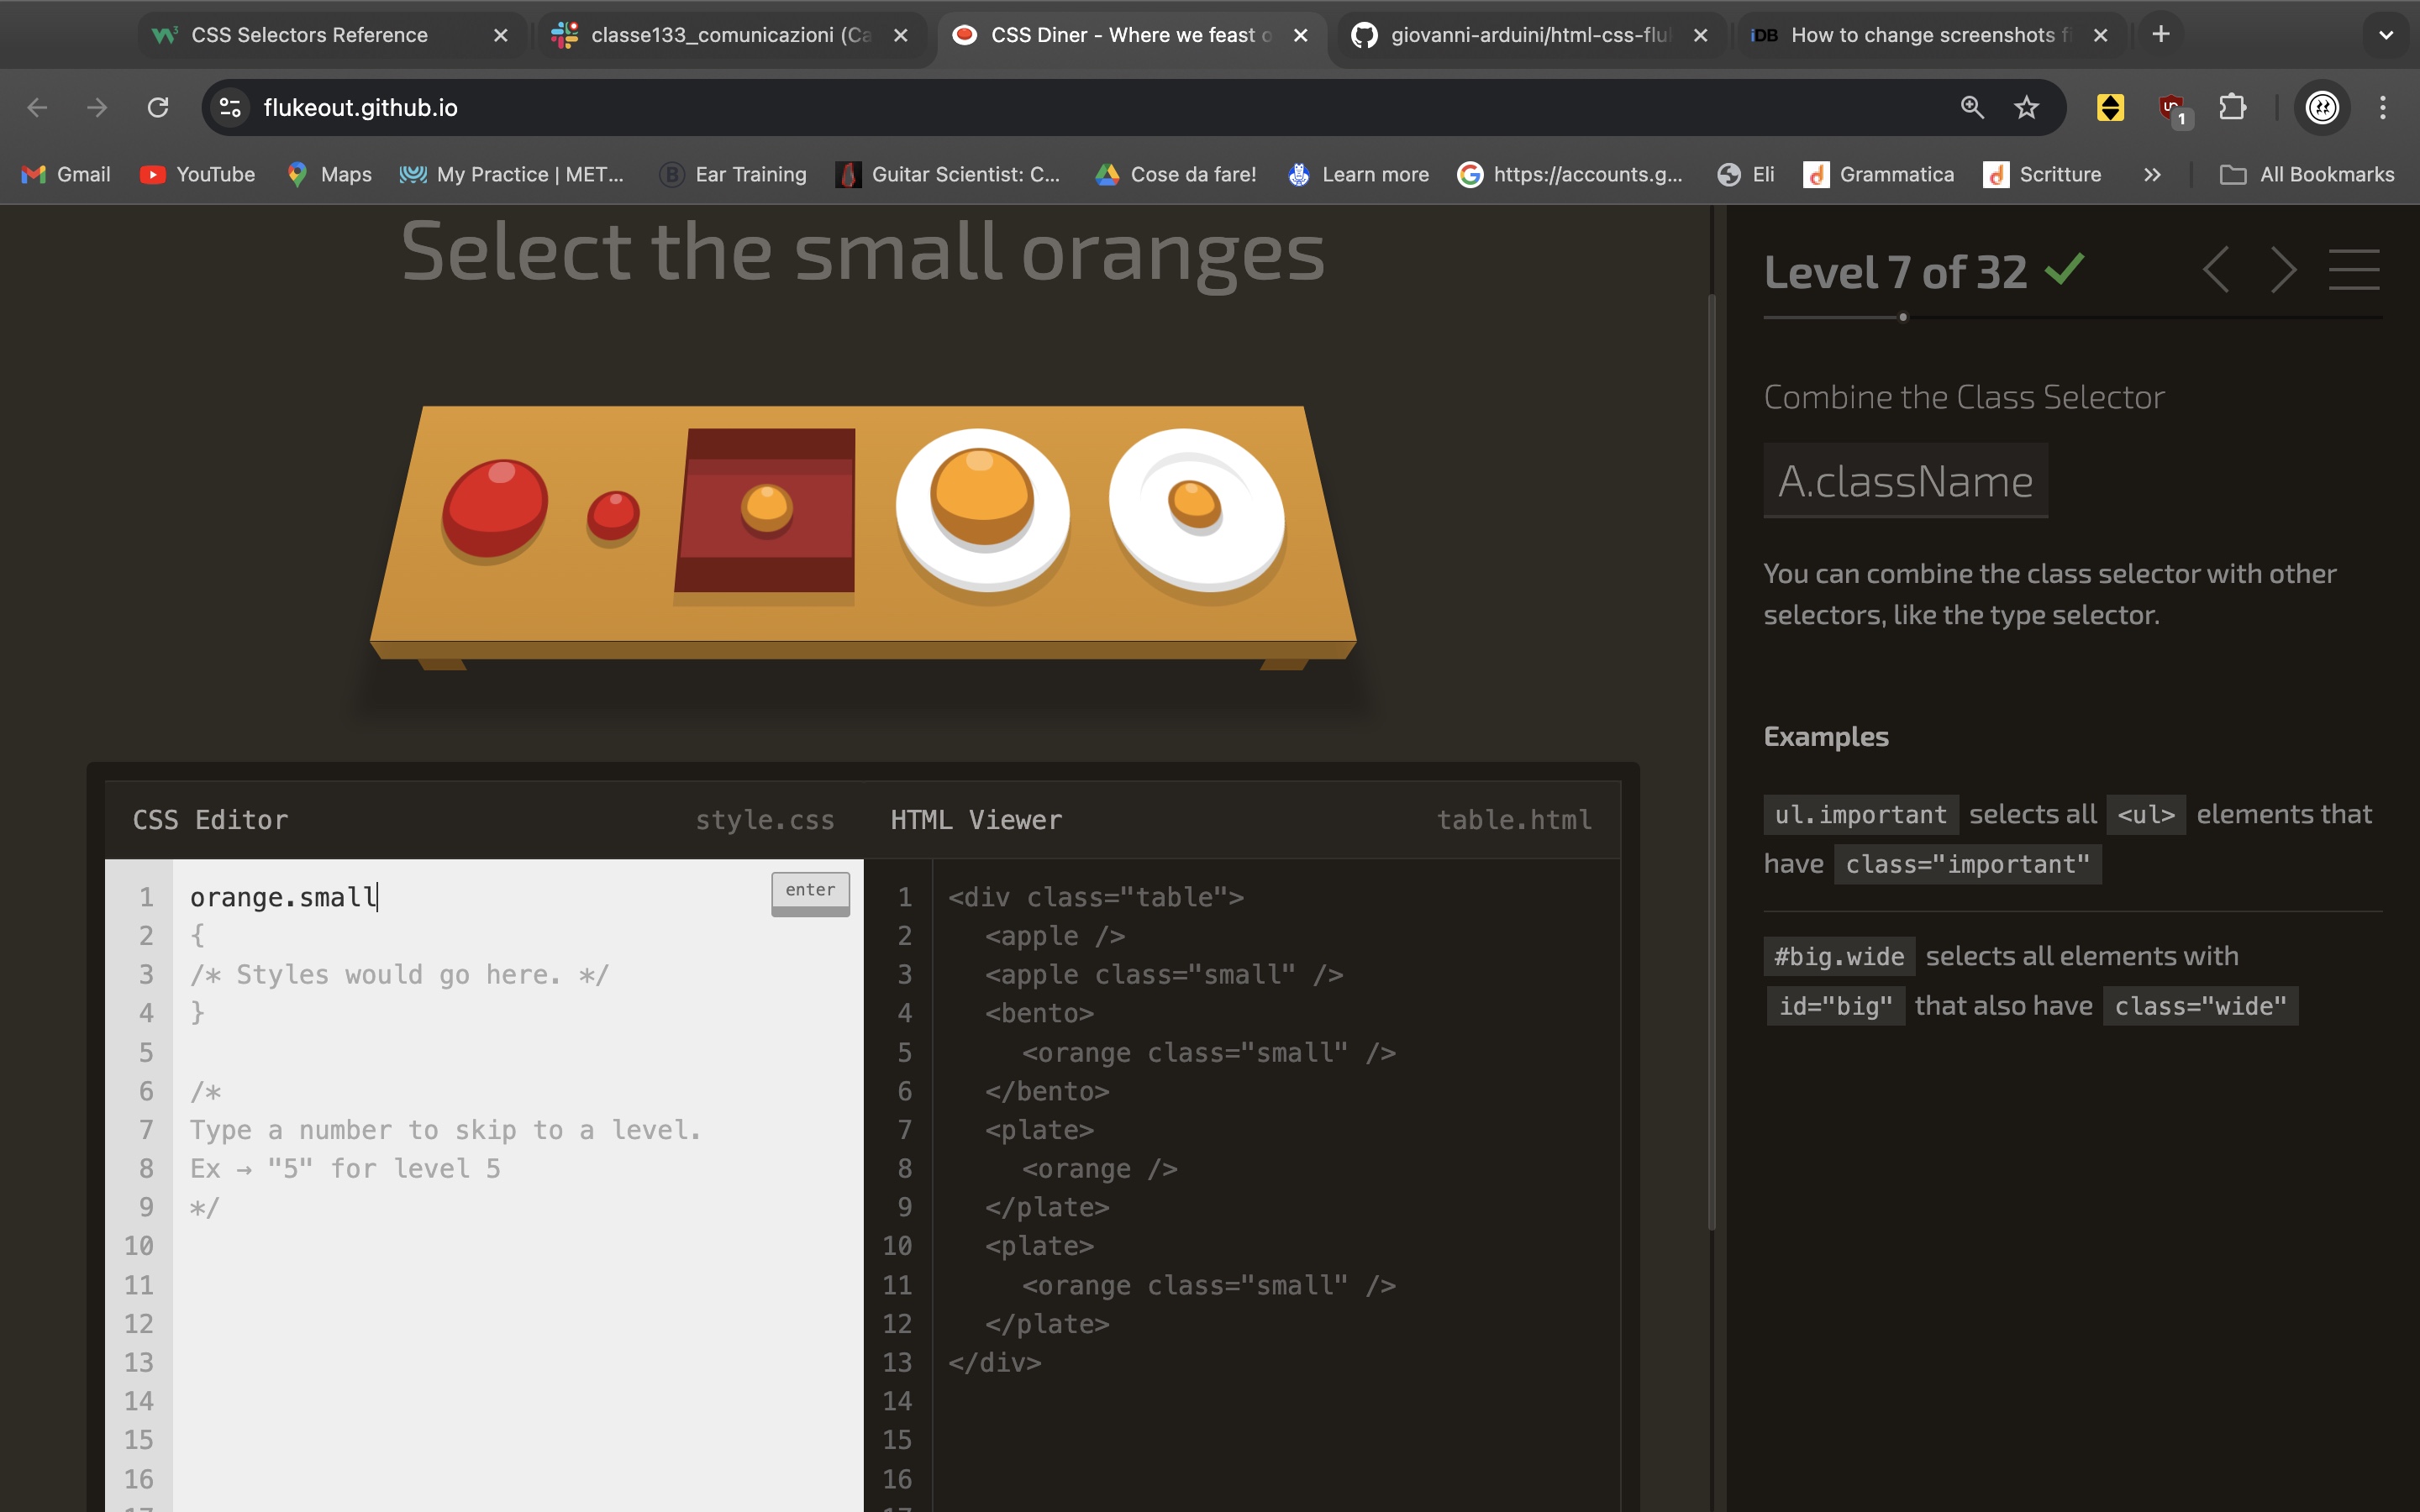 CSS Selectors Reference
classe133_comunicazioni (Ca
CSS Diner - Where we feast o
giovanni-arduini/html-css-flu
iDB How to change screenshots f
flukeout.github.io
1
Gmail YouTube Maps My Practice | MET... Ear Training Guitar Scientist: C... Cose da fare! Learn more https://accounts.g... Eli Grammatica Scritture » All Bookmarks
Select the small oranges
CSS Editor style.css
1 orange.small
enter
2 {
3 /* Styles would go here. */
4 }
5
6 /*
7 Type a number to skip to a level.
8 Ex → "5" for level 5
9 */
10
11
12
13
14
15
16
HTML Viewer table.html
1 <div class="table">
2 <apple />
3 <apple class="small" />
4 <bento>
5 <orange class="small" />
6 </bento>
7 <plate>
8 <orange />
9 </plate>
10 <plate>
11 <orange class="small" />
12 </plate>
13 </div>
14
15
16
Level 7 of 32
Combine the Class Selector
A.className
You can combine the class selector with other
selectors, like the type selector.
Examples
ul.important selects all <ul> elements that
have class="important"
#big.wide selects all elements with
id="big" that also have class="wide"